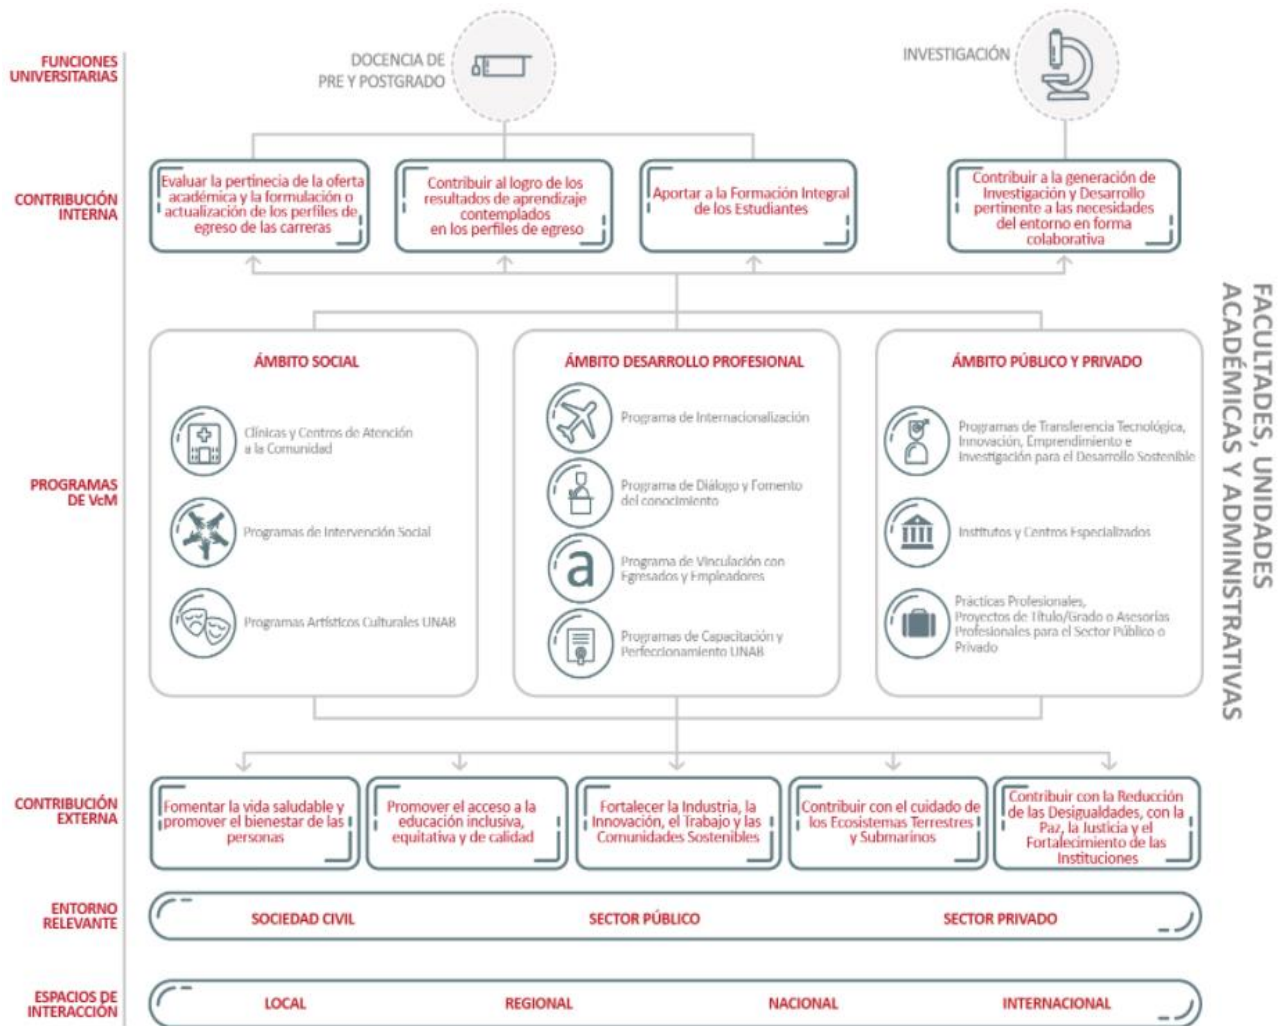 FUNCIONES
UNIVERSITARIAS
DOCENCIA DE
PRE Y POSTGRADO
INVESTIGACIÓN
CONTRIBUCIÓN
INTERNA
Evaluar la pertinecia de la oferta
académica y la formulación o
actualización de los perfiles de
egreso de las carreras
Contribuir al logro de los
resultados de aprendizaje
contemplados
en los perfiles de egreso
Aportar a la Formación Integral
de los Estudiantes
Contribuir a la generación de
Investigación y Desarrollo
pertinente a las necesidades
del entorno en forma
colaborativa
PROGRAMAS
DE VcM
ÁMBITO SOCIAL
Clínicas y Centros de Atención
a la Comunidad
Programas de Intervención Social
Programas Artísticos Culturales UNAB
ÁMBITO DESARROLLO PROFESIONAL
Programa de Internacionalización
Programa de Diálogo y Fomento
del conocimiento
a
Programa de Vinculación con
Egresados y Empleadores
Programas de Capacitación y
Perfeccionamiento UNAB
ÁMBITO PÚBLICO Y PRIVADO
Programas de Transferencia Tecnológica,
Innovación, Emprendimiento e
Investigación para el Desarrollo Sostenible
Institutos y Centros Especializados
Prácticas Profesionales,
Proyectos de Título/Grado o Asesorías
Profesionales para el Sector Público o
Privado
FACULTADES, UNIDADES
ACADÉMICAS Y ADMINISTRATIVAS
CONTRIBUCIÓN
EXTERNA
Fomentar la vida saludable y
promover el bienestar de las
personas
Promover el acceso a la
educación inclusiva,
equitativa y de calidad
Fortalecer la Industria, la
Innovación, el Trabajo y las
Comunidades Sostenibles
Contribuir con el cuidado de
los Ecosistemas Terrestres
y Submarinos
Contribuir con la Reducción
de las Desigualdades, con la
Paz, la Justicia y el
Fortalecimiento de las
Instituciones
ENTORNO
RELEVANTE
SOCIEDAD CIVIL
SECTOR PÚBLICO
SECTOR PRIVADO
ESPACIOS DE
INTERACCIÓN
LOCAL
REGIONAL
NACIONAL
INTERNACIONAL